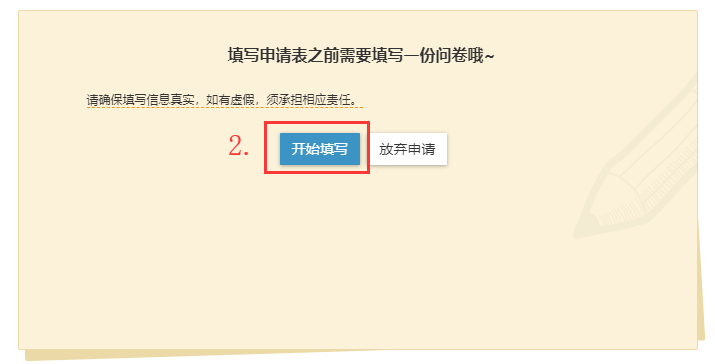 填写申请表之前需要填写一份问卷哦~
请确保填写信息真实，如有虚假，须承担相应责任。
2. 开始填写 放弃申请